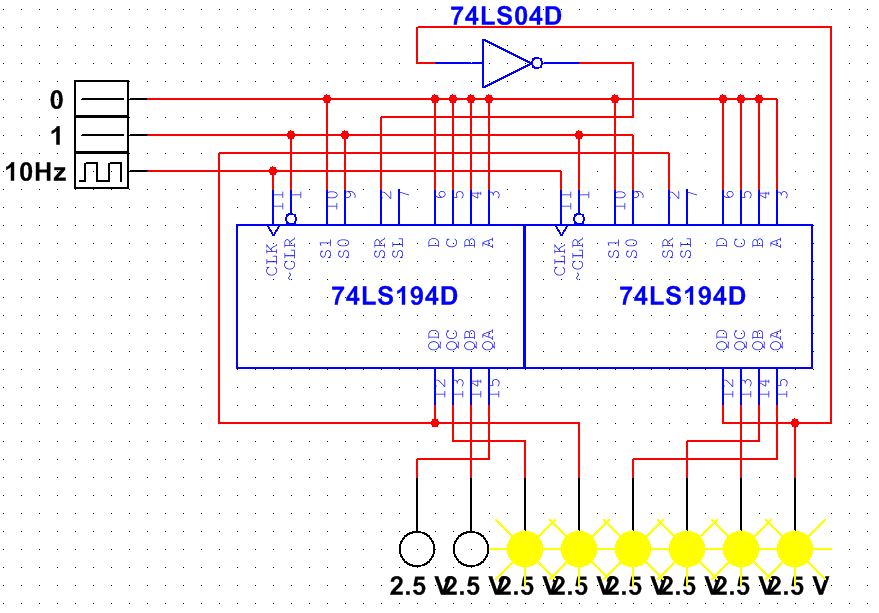 74LS04D
0
1
10Hz
11 1 10 9 2 7 6 5 4 3 11 1 10 9 2 7 6 5 4 3
CLK ~CLR S1 S0 SR SL D C B A CLK ~CLR S1 S0 SR SL D C B A
74LS194D 74LS194D
QD QC QB QA QD QC QB QA
12 13 14 15 12 13 14 15
2.5 V 2.5 V 2.5 V 2.5 V 2.5 V 2.5 V 2.5 V 2.5 V